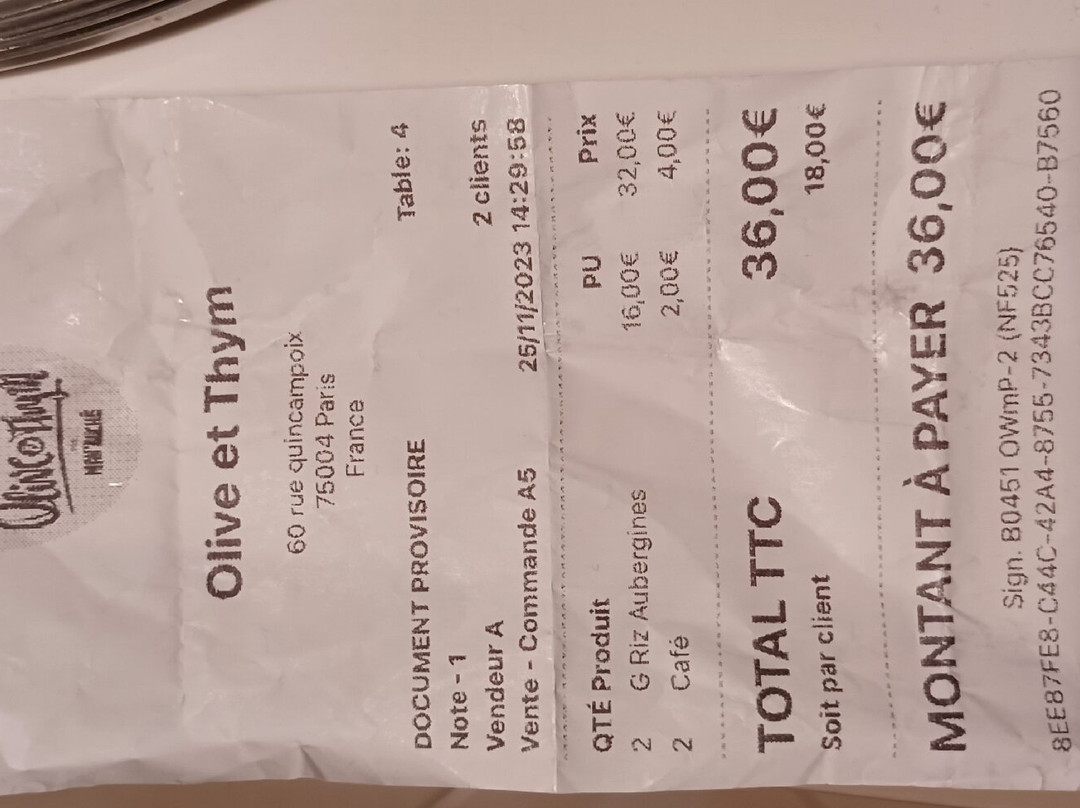 Olive et Thym
60 rue quincampoix
75004 Paris
France
DOCUMENT PROVISOIRE
Note - 1 Table: 4
Vendeur A 2 clients
Vente - Commande A5 25/11/2023 14:29:58
QTÉ Produit PU Prix
2 G Riz Aubergines 16,00€ 32,00€
2 Café 2,00€ 4,00€
TOTAL TTC 36,00€
Soit par client 18,00€
MONTANT À PAYER 36,00€
Sign. B0451 OWmP-2 (NF525)
8EE87FE8-C44C-42A4-8755-7343BCC76540-B7560